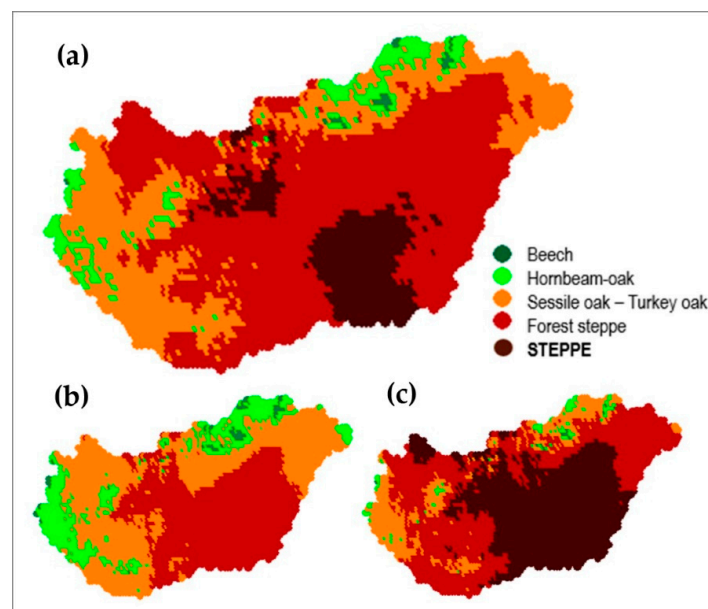 (a)
Beech
Hornbeam-oak
Sessile oak – Turkey oak
Forest steppe
STEPPE
(b)
(c)